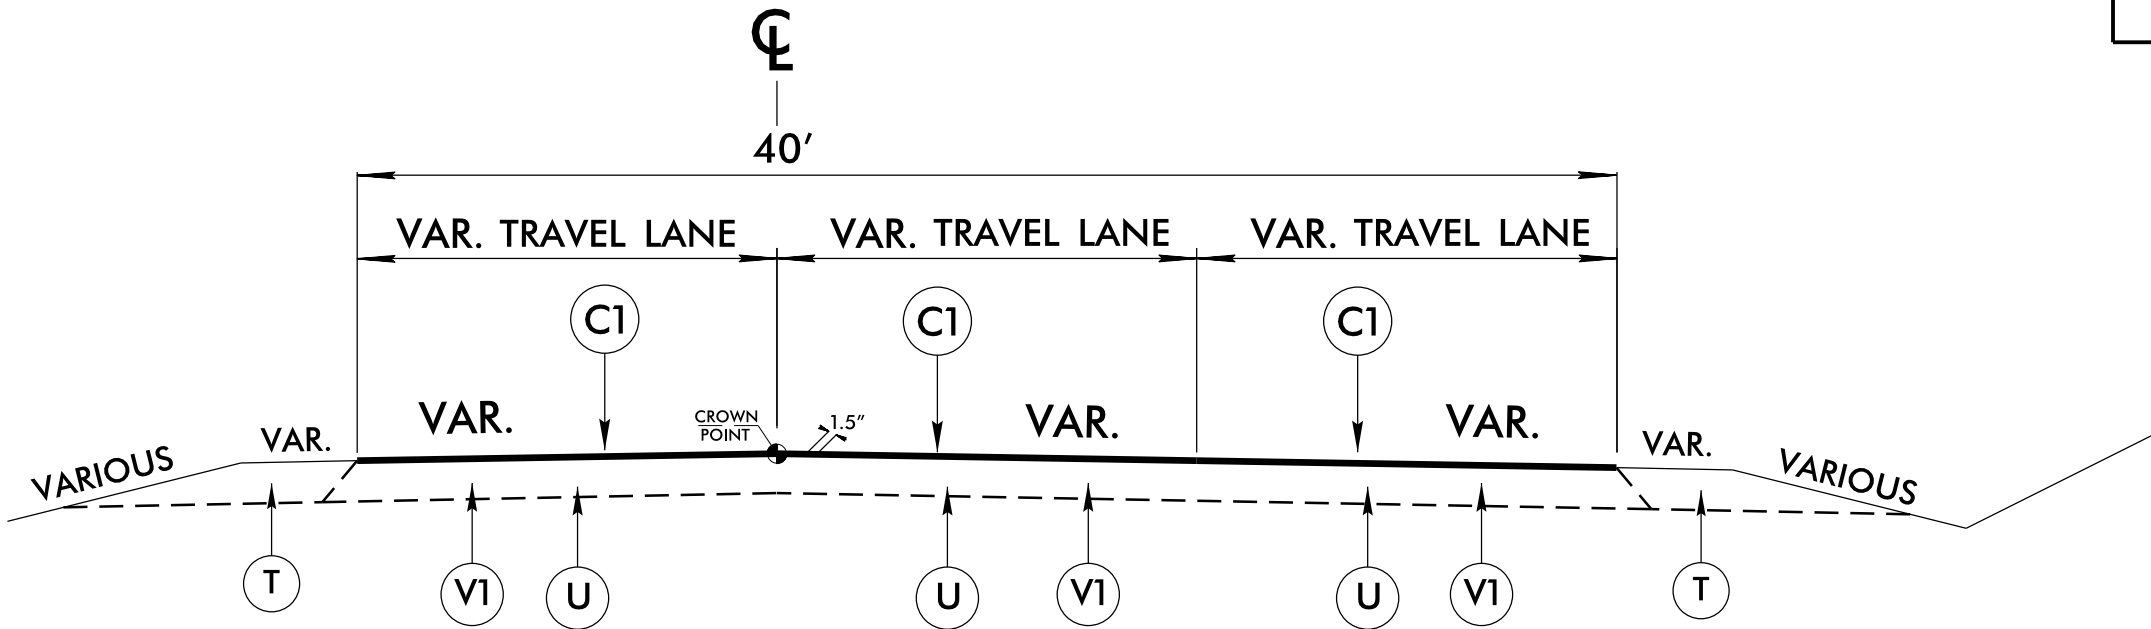 ℄
40'
VAR. TRAVEL LANE VAR. TRAVEL LANE VAR. TRAVEL LANE
C1 C1 C1
VAR. CROWN POINT 1.5" VAR. VAR.
VARIOUS VAR. VAR. VARIOUS
T V1 U U V1 U V1 T